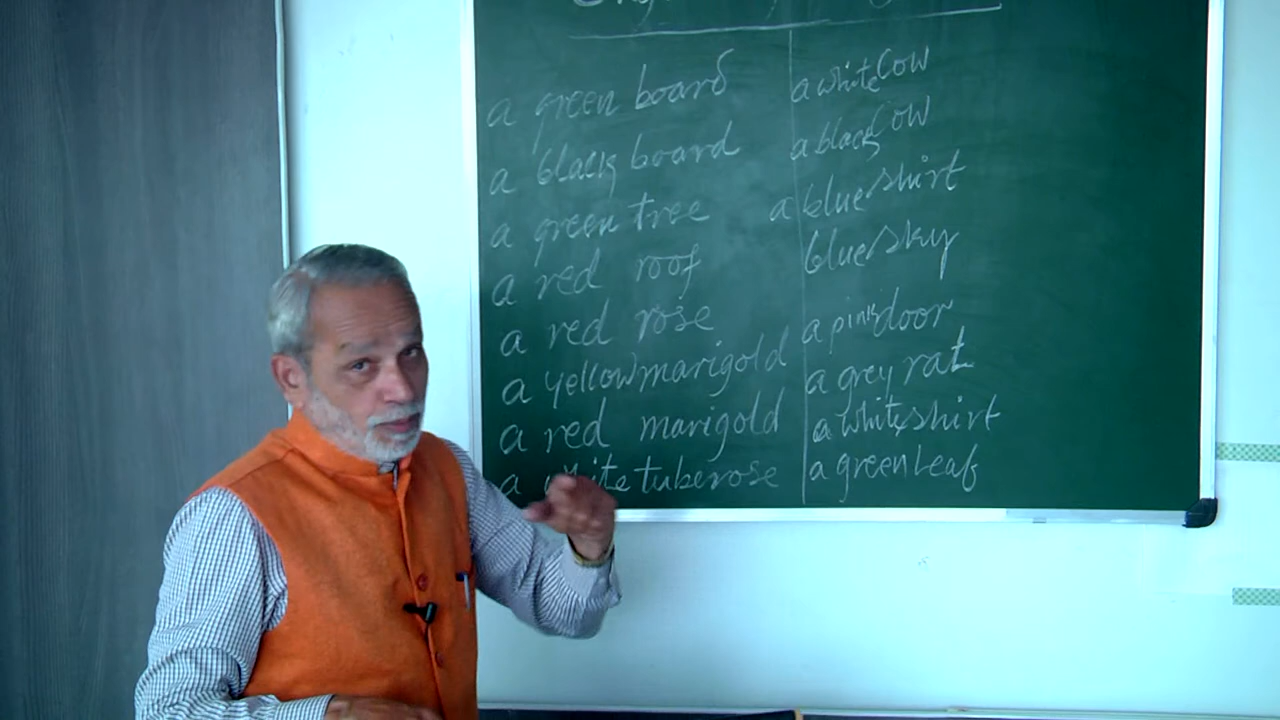 a green board
a black board
a green tree
a red roof
a red rose
a yellow marigold
a red marigold
a white tuberose
a white cow
a black cow
a blue shirt
blue sky
a pink door
a grey rat
a white shirt
a green leaf